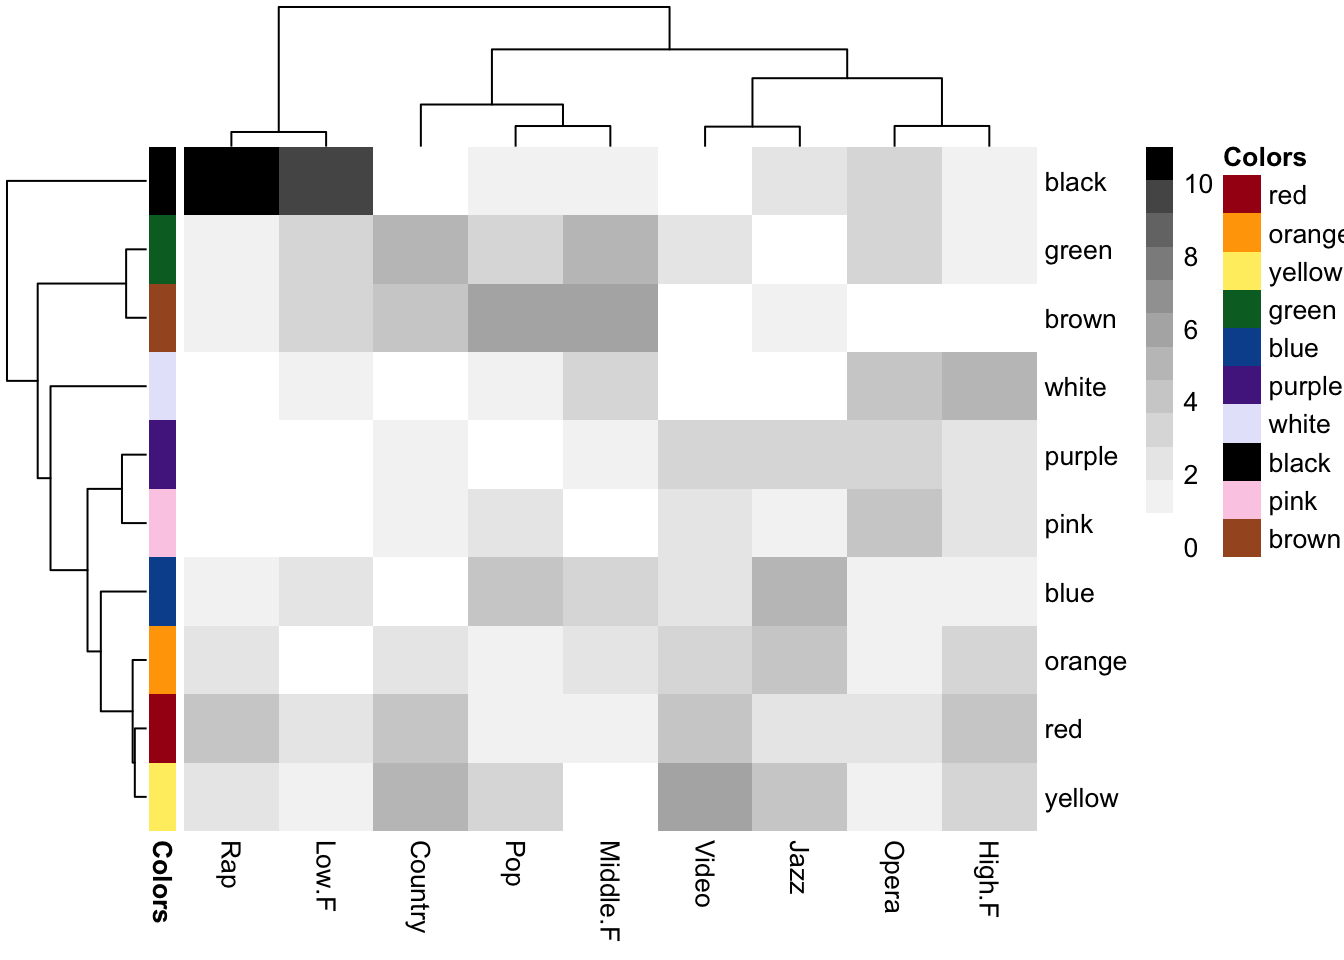 black
green
brown
white
purple
pink
blue
orange
red
yellow
Rap
Low.F
Country
Pop
Middle.F
Video
Jazz
Opera
High.F
Colors
10
8
6
4
2
0
Colors
red
orange
yellow
green
blue
purple
white
black
pink
brown